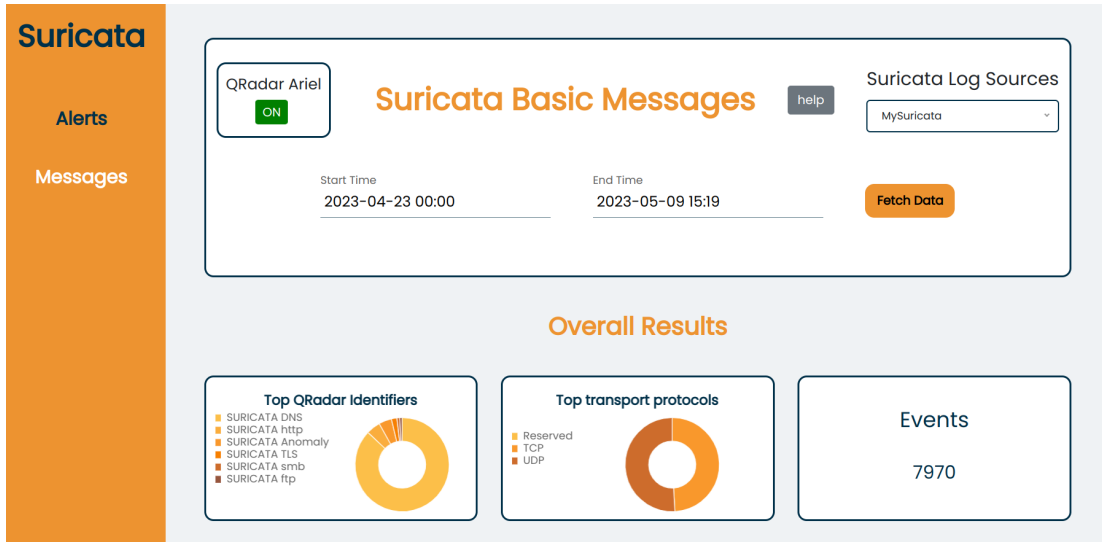 Suricata
Alerts
Messages
QRadar Ariel
ON
Suricata Basic Messages
help
Suricata Log Sources
MySuricata
Start Time
2023-04-23 00:00
End Time
2023-05-09 15:19
Fetch Data
Overall Results
Top QRadar Identifiers
SURICATA DNS
SURICATA http
SURICATA Anomaly
SURICATA TLS
SURICATA smb
SURICATA ftp
Top transport protocols
Reserved
TCP
UDP
Events
7970